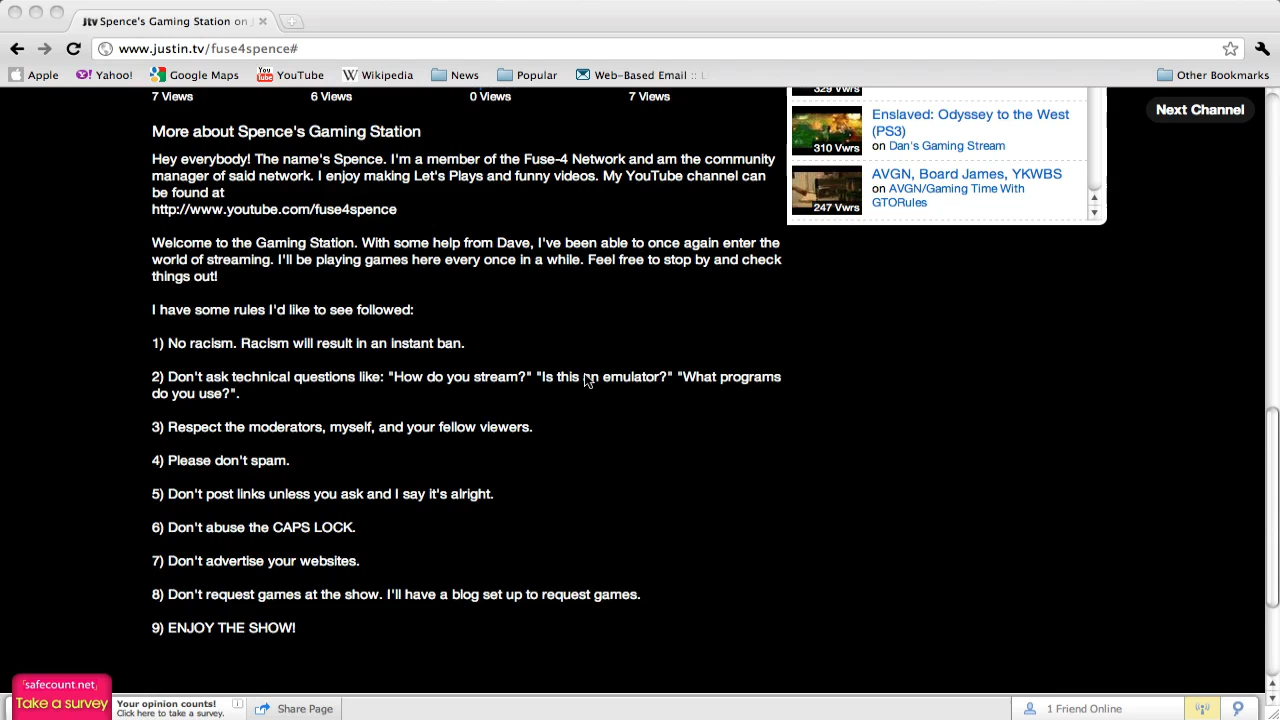 jtv Spence's Gaming Station on
www.justin.tv/fuse4spence#
Apple Yahoo! Google Maps YouTube Wikipedia News Popular Web-Based Email :: Other Bookmarks
7 Views 6 Views 0 Views 7 Views
329 Vwrs
Next Channel
Enslaved: Odyssey to the West
(PS3)
on Dan's Gaming Stream
310 Vwrs
AVGN, Board James, YKWBS
on AVGN/Gaming Time With
GTORules
247 Vwrs
More about Spence's Gaming Station
Hey everybody! The name's Spence. I'm a member of the Fuse-4 Network and am the community
manager of said network. I enjoy making Let's Plays and funny videos. My YouTube channel can
be found at
http://www.youtube.com/fuse4spence
Welcome to the Gaming Station. With some help from Dave, I've been able to once again enter the
world of streaming. I'll be playing games here every once in a while. Feel free to stop by and check
things out!
I have some rules I'd like to see followed:
1) No racism. Racism will result in an instant ban.
2) Don't ask technical questions like: "How do you stream?" "Is this an emulator?" "What programs
do you use?".
3) Respect the moderators, myself, and your fellow viewers.
4) Please don't spam.
5) Don't post links unless you ask and I say it's alright.
6) Don't abuse the CAPS LOCK.
7) Don't advertise your websites.
8) Don't request games at the show. I'll have a blog set up to request games.
9) ENJOY THE SHOW!
safecount.net
Take a survey
Your opinion counts!
Click here to take a survey.
Share Page
1 Friend Online